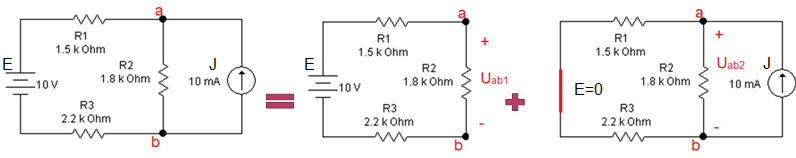 a
R1
1.5 k Ohm
E
10 V
R2
1.8 k Ohm
J
10 mA
R3
2.2 k Ohm
b
=
a
R1
1.5 k Ohm
+
E
10 V
R2
1.8 k Ohm
Uab1
R3
2.2 k Ohm
-
b
+
a
R1
1.5 k Ohm
+
E=0
R2
1.8 k Ohm
Uab2
J
10 mA
R3
2.2 k Ohm
-
b